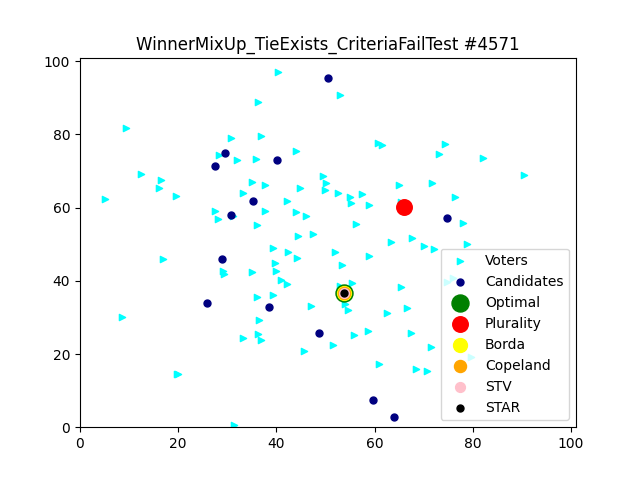 WinnerMixUp_TieExists_CriteriaFailTest #4571
100
80
60
40
20
0
0 20 40 60 80 100
Voters
Candidates
Optimal
Plurality
Borda
Copeland
STV
STAR